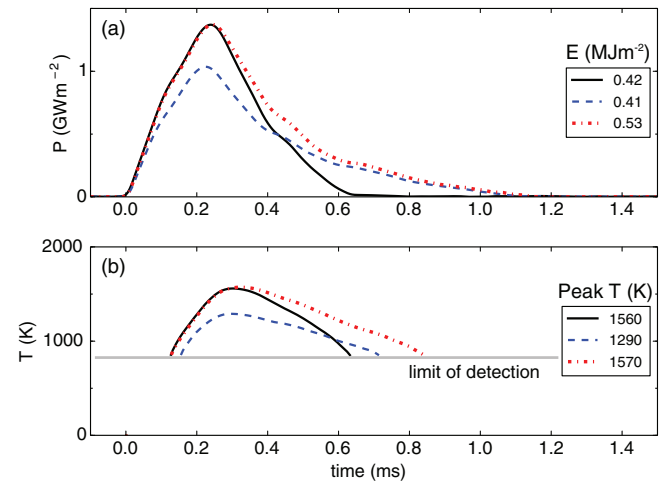 (a)
E (MJm-2)
0.42
0.41
0.53
P (GWm−2)
1
0
0.0 0.2 0.4 0.6 0.8 1.0 1.2 1.4
(b)
Peak T (K)
1560
1290
1570
T (K)
2000
1000
0
limit of detection
0.0 0.2 0.4 0.6 0.8 1.0 1.2 1.4
time (ms)